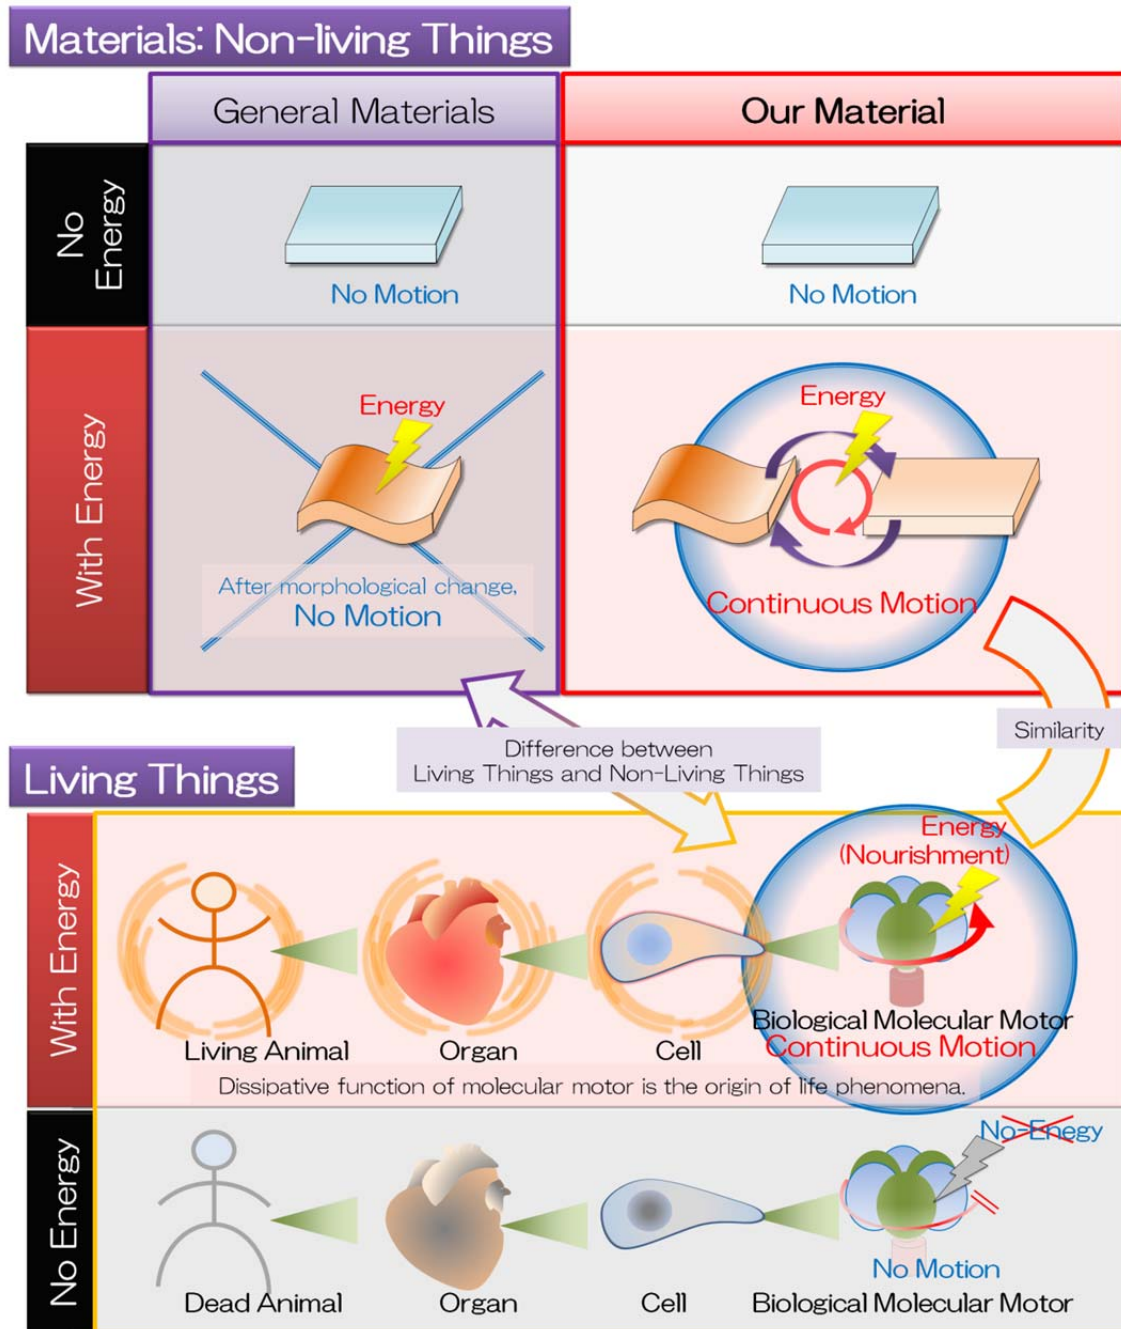 Materials: Non-living Things
General Materials
Our Material
No
Energy
No Motion
No Motion
With Energy
Energy
After morphological change,
No Motion
Energy
Continuous Motion
Difference between
Living Things and Non-Living Things
Similarity
Living Things
With Energy
Energy
(Nourishment)
Living Animal
Organ
Cell
Biological Molecular Motor
Continuous Motion
Dissipative function of molecular motor is the origin of life phenomena.
No Energy
No-Enegy
No Motion
Dead Animal
Organ
Cell
Biological Molecular Motor